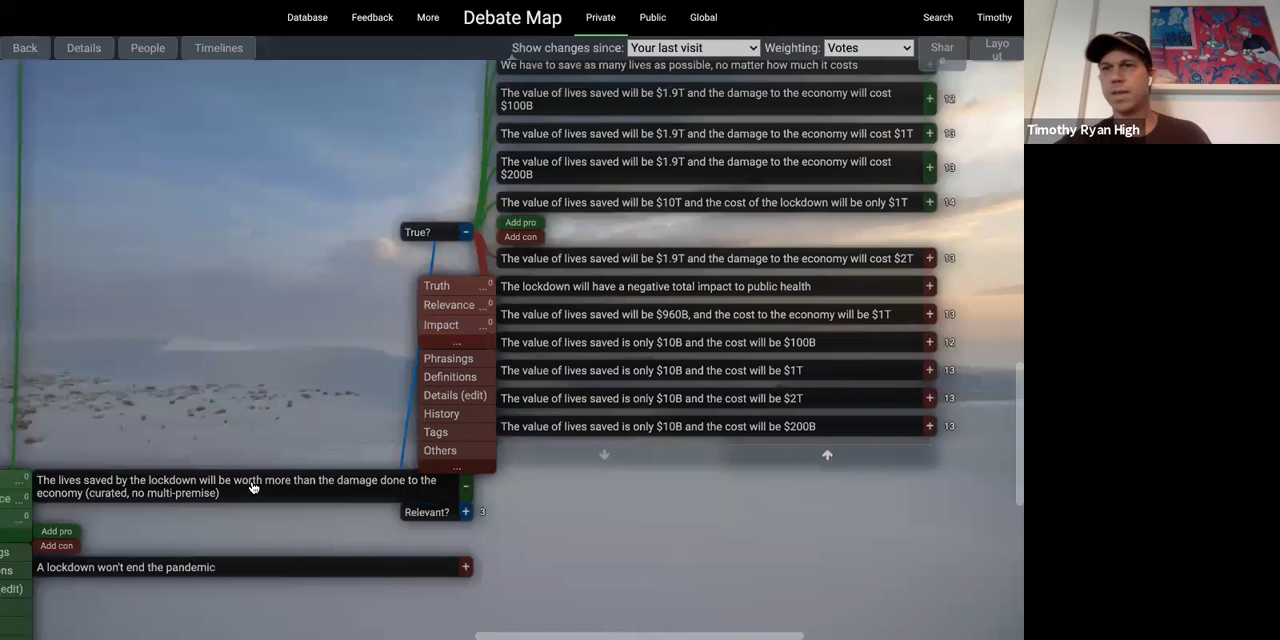 Database
Feedback
More
Debate Map
Private
Public
Global
Search
Timothy
Back
Details
People
Timelines
Show changes since:
Your last visit
Weighting:
Votes
Shar
e
Layo
ut
We have to save as many lives as possible, no matter how much it costs
The value of lives saved will be $1.9T and the damage to the economy will cost
$100B
+ 12
The value of lives saved will be $1.9T and the damage to the economy will cost $1T
+ 13
The value of lives saved will be $1.9T and the damage to the economy will cost
$200B
+ 13
The value of lives saved will be $10T and the cost of the lockdown will be only $1T
+ 14
Add pro
Add con
True? -
The value of lives saved will be $1.9T and the damage to the economy will cost $2T
+ 13
The lockdown will have a negative total impact to public health
+
The value of lives saved will be $960B, and the cost to the economy will be $1T
+ 13
The value of lives saved is only $10B and the cost will be $100B
+ 12
The value of lives saved is only $10B and the cost will be $1T
+ 13
The value of lives saved is only $10B and the cost will be $2T
+ 13
The value of lives saved is only $10B and the cost will be $200B
+ 13
Truth ... 0
Relevance ... 0
Impact ... 0
...
Phrasings
Definitions
Details (edit)
History
Tags
Others
...
The lives saved by the lockdown will be worth more than the damage done to the
economy (curated, no multi-premise)
-
Relevant? + 3
Add pro
Add con
A lockdown won't end the pandemic
+
... 0
ce ... 0
... 0
gs
ons
edit)
Timothy Ryan High